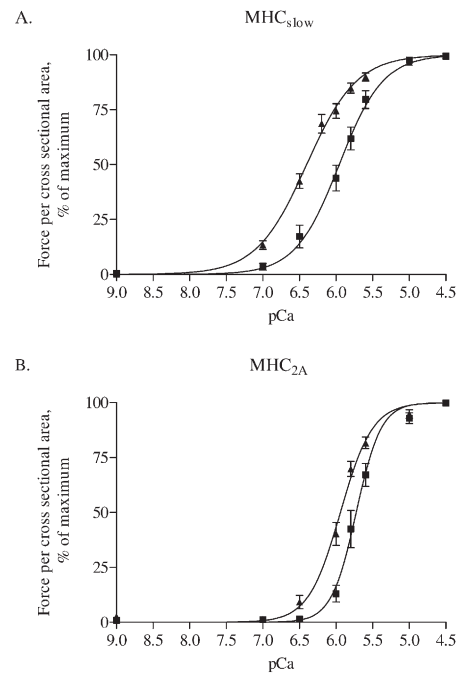 A.
MHCslow
Force per cross sectional area,
% of maximum
100
75
50
25
0
9.0 8.5 8.0 7.5 7.0 6.5 6.0 5.5 5.0 4.5
pCa
B.
MHC2A
Force per cross sectional area,
% of maximum
100
75
50
25
0
9.0 8.5 8.0 7.5 7.0 6.5 6.0 5.5 5.0 4.5
pCa